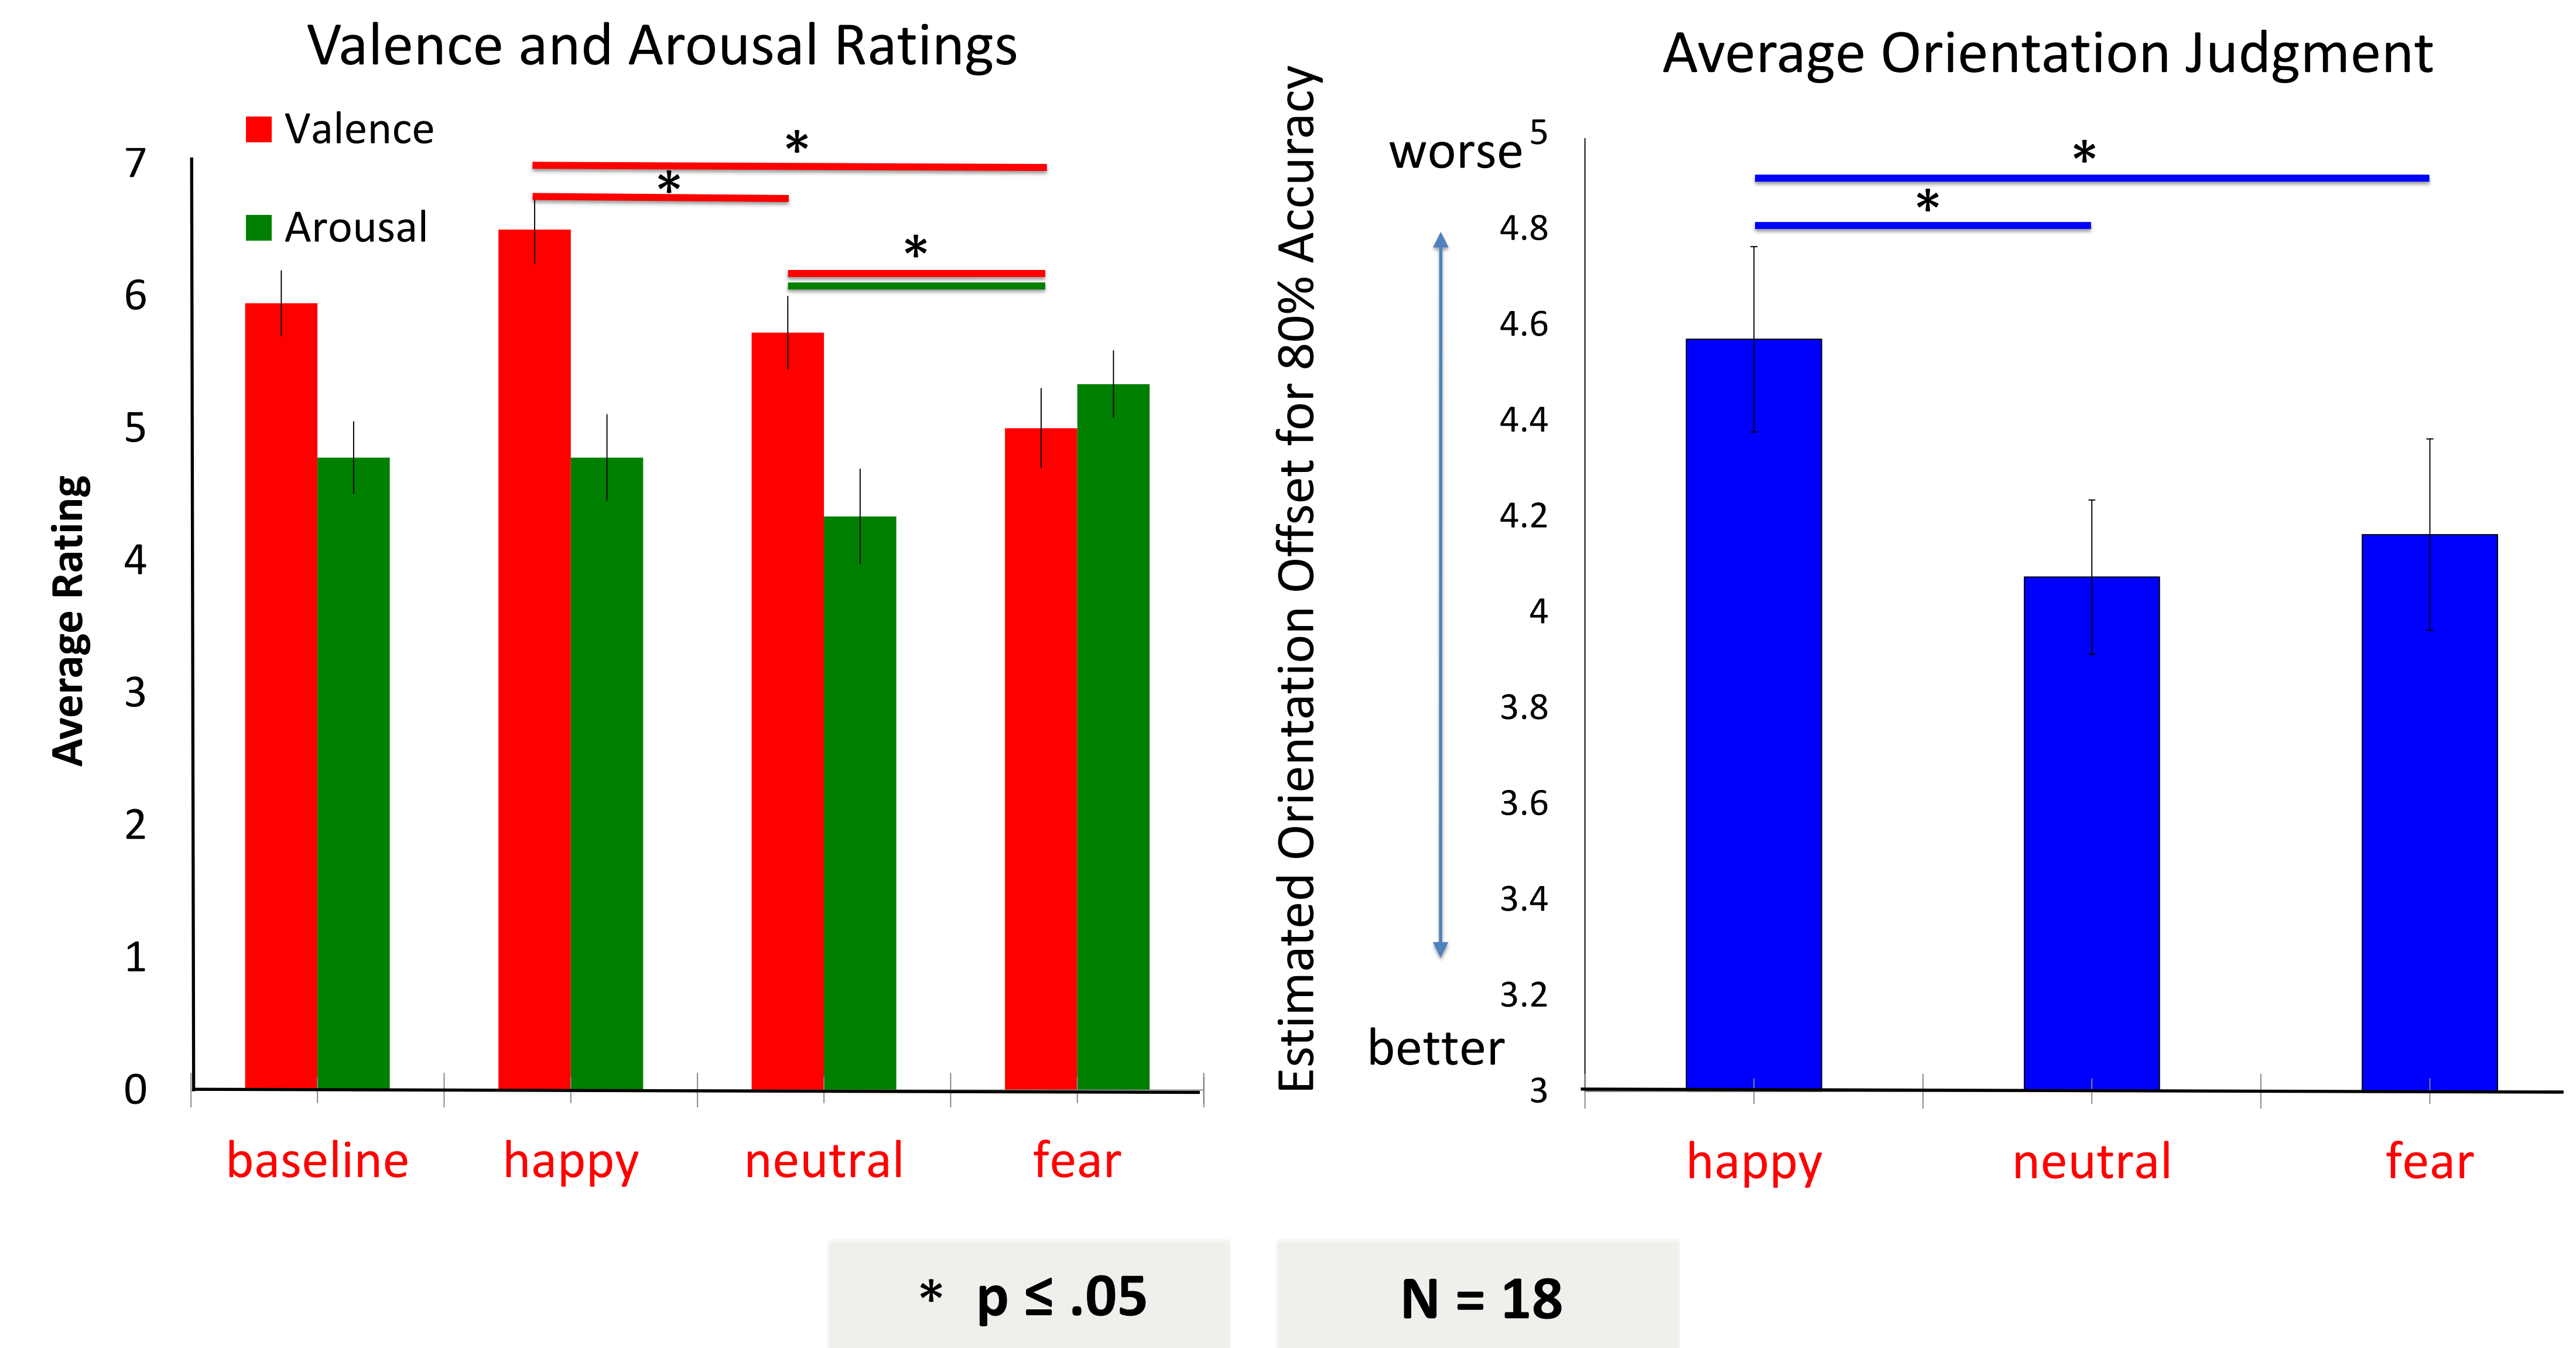 Valence and Arousal Ratings
Valence
Arousal
*
*
*
7
6
5
4
3
2
1
0
Average Rating
baseline
happy
neutral
fear
Average Orientation Judgment
Estimated Orientation Offset for 80% Accuracy
worse
better
*
*
5
4.8
4.6
4.4
4.2
4
3.8
3.6
3.4
3.2
3
happy
neutral
fear
* p ≤ .05
N = 18